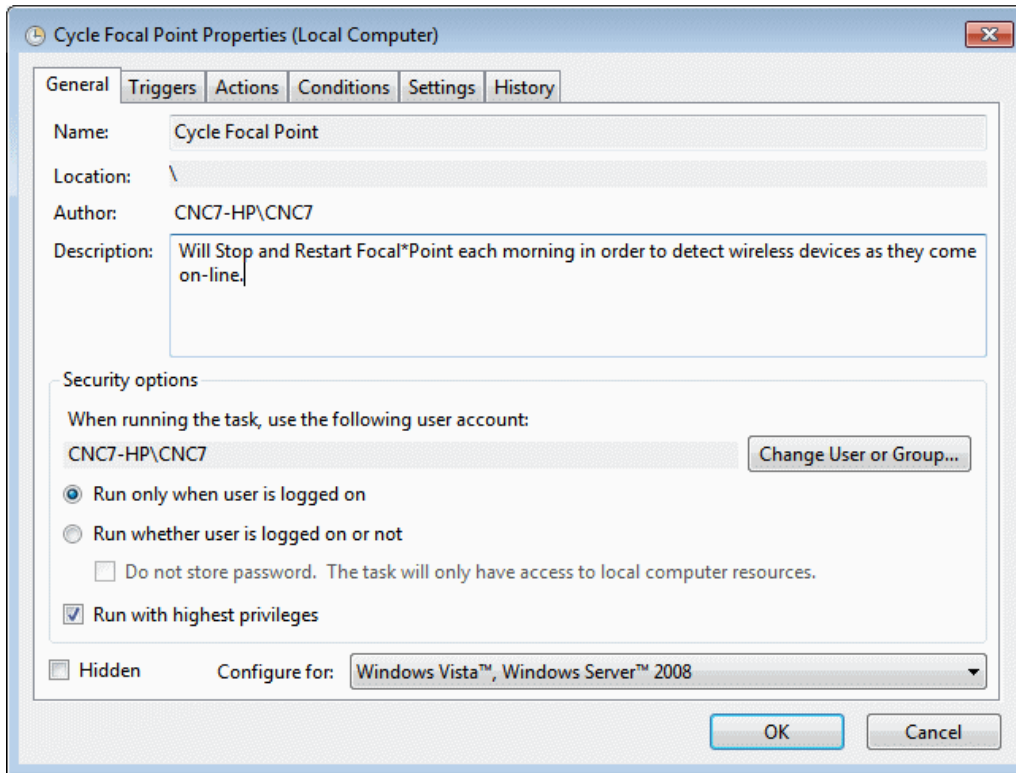 Cycle Focal Point Properties (Local Computer)
General Triggers Actions Conditions Settings History
Name: Cycle Focal Point
Location: \
Author: CNC7-HP\CNC7
Description: Will Stop and Restart Focal*Point each morning in order to detect wireless devices as they come
on-line.
Security options
When running the task, use the following user account:
CNC7-HP\CNC7 Change User or Group...
Run only when user is logged on
Run whether user is logged on or not
Do not store password. The task will only have access to local computer resources.
Run with highest privileges
Hidden Configure for: Windows Vista™, Windows Server™ 2008
OK Cancel